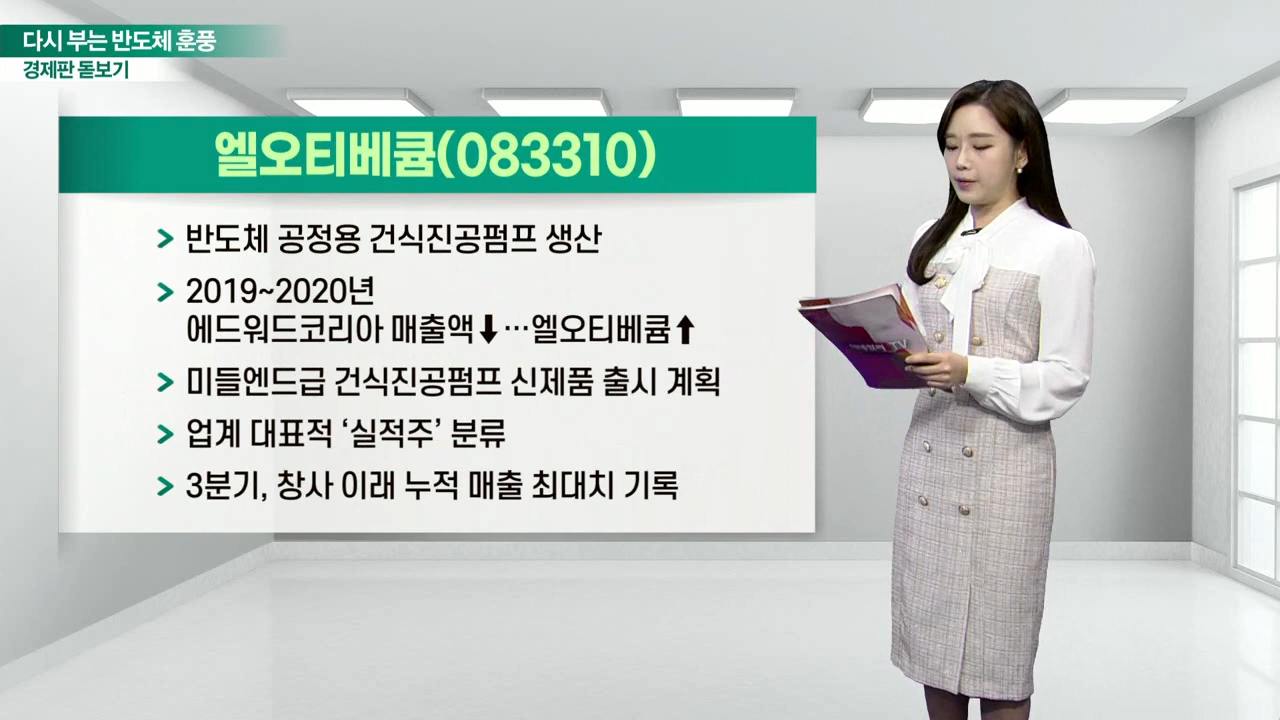 다시 부는 반도체 훈풍
경제판 돋보기
엘오티베큠(083310)
> 반도체 공정용 건식진공펌프 생산
> 2019~2020년
에드워드코리아 매출액⬇…엘오티베큠⬆
> 미들엔드급 건식진공펌프 신제품 출시 계획
> 업계 대표적 ‘실적주’ 분류
> 3분기, 창사 이래 누적 매출 최대치 기록